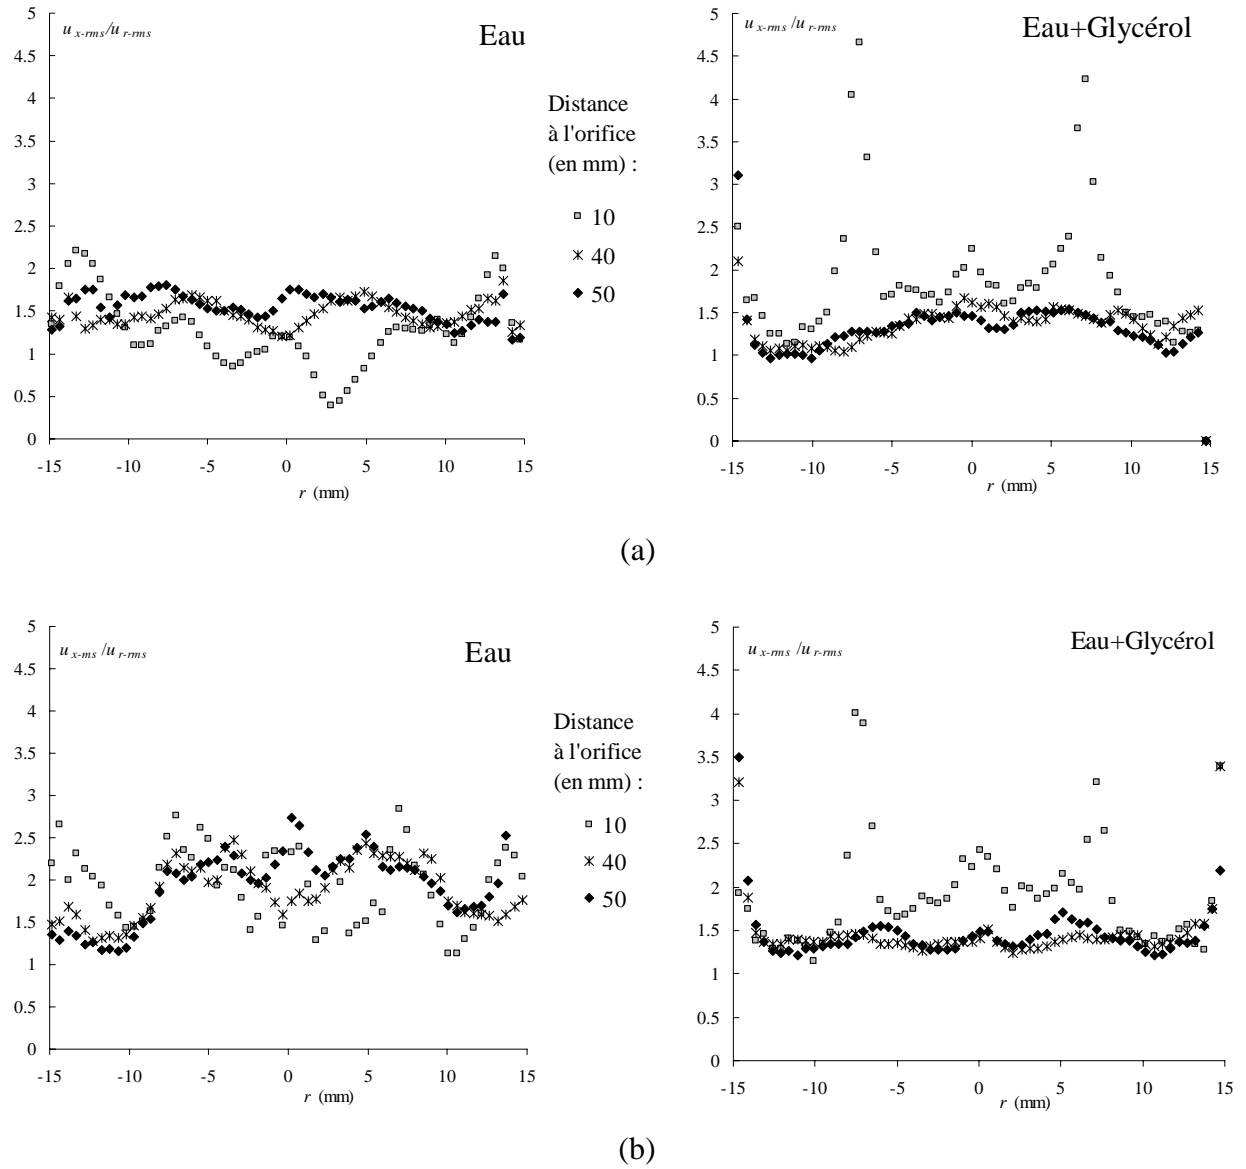 u x-rms/u r-rms
Eau
5
4.5
4
3.5
3
2.5
2
1.5
1
0.5
0
-15 -10 -5 0 5 10 15
r (mm)
Distance
à l'orifice
(en mm) :
10
40
50
u x-rms /u r-rms
Eau+Glycérol
5
4.5
4
3.5
3
2.5
2
1.5
1
0.5
0
-15 -10 -5 0 5 10 15
r (mm)
(a)
u x-ms /u r-rms
Eau
5
4.5
4
3.5
3
2.5
2
1.5
1
0.5
0
-15 -10 -5 0 5 10 15
r (mm)
Distance
à l'orifice
(en mm) :
10
40
50
u x-rms /u r-rms
Eau+Glycérol
5
4.5
4
3.5
3
2.5
2
1.5
1
0.5
0
-15 -10 -5 0 5 10 15
r (mm)
(b)